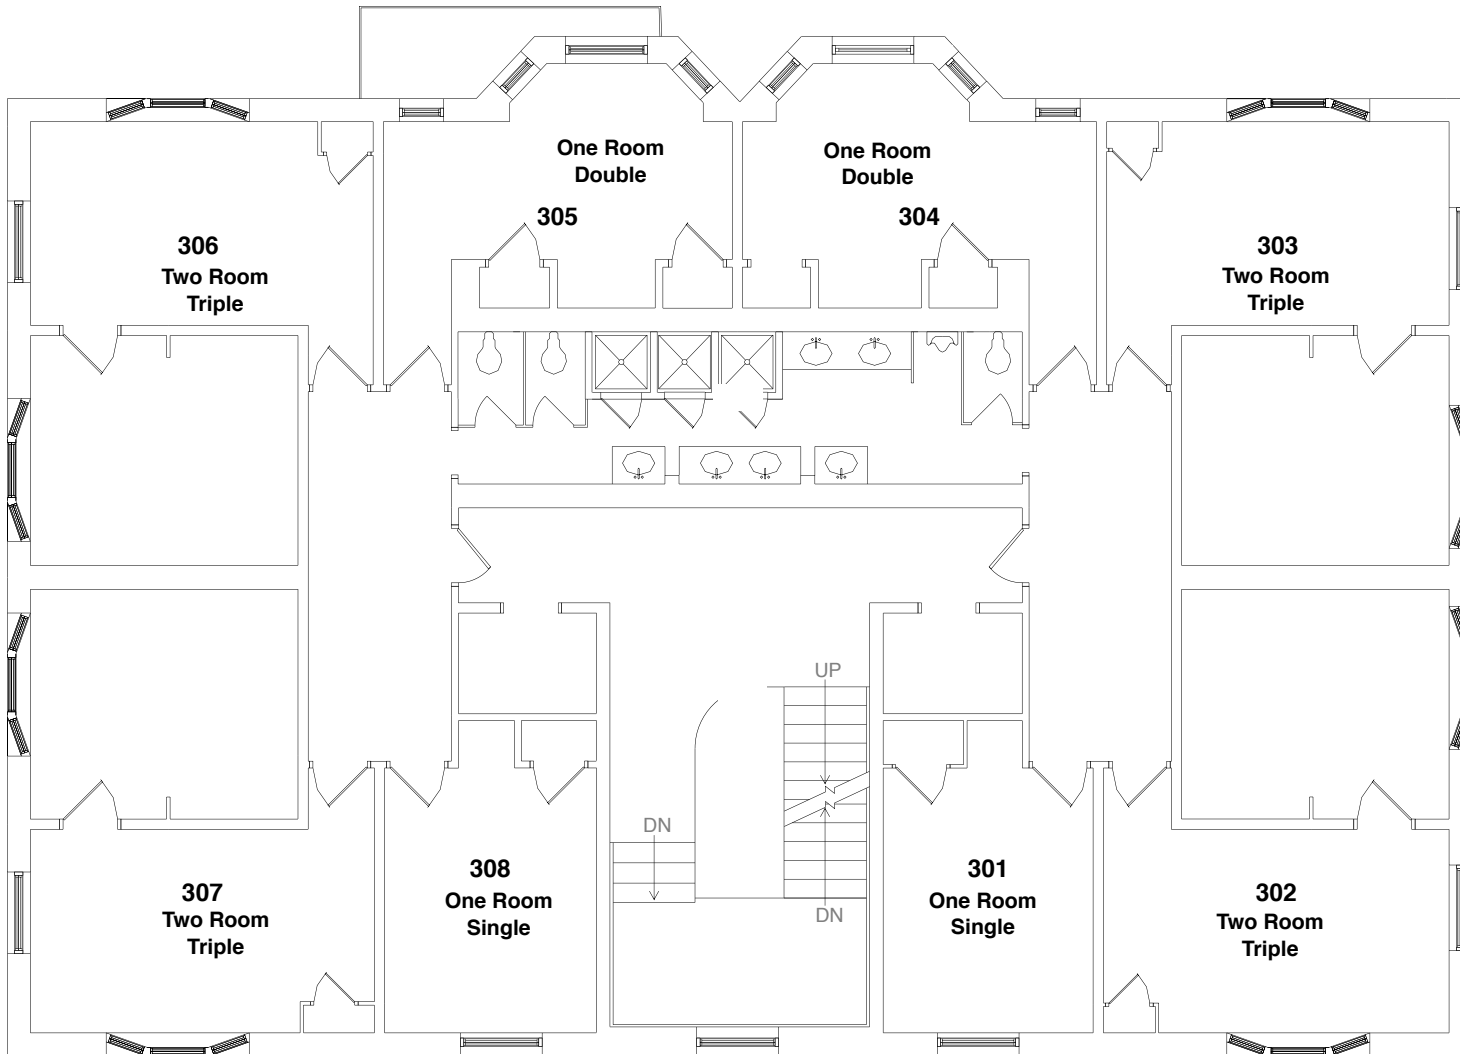 One Room
Double
305
One Room
Double
304
306
Two Room
Triple
303
Two Room
Triple
UP
DN
DN
307
Two Room
Triple
308
One Room
Single
301
One Room
Single
302
Two Room
Triple